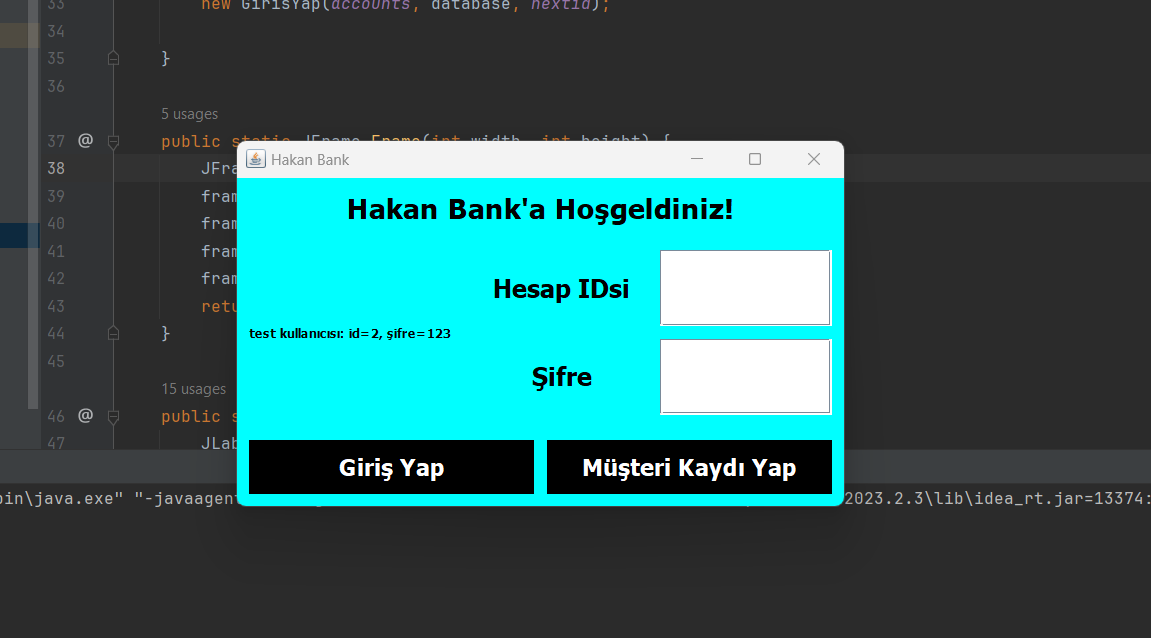 33 new GirisYap(accounts, database, nextid);
34
35 }
36
5 usages
37 @ public static JFrame Frame(int width, int height) {
Hakan Bank
38 JFra
Hakan Bank'a Hoşgeldiniz!
39 fram
40 fram
41 fram
42 fram
Hesap IDsi
43 retu
44 }
test kullanıcısı: id=2, şifre=123
45
Şifre
15 usages
46 @ public s
47 JLab
Giriş Yap Müşteri Kaydı Yap
bin\java.exe" "-javaagent 2023.2.3\lib\idea_rt.jar=13374: